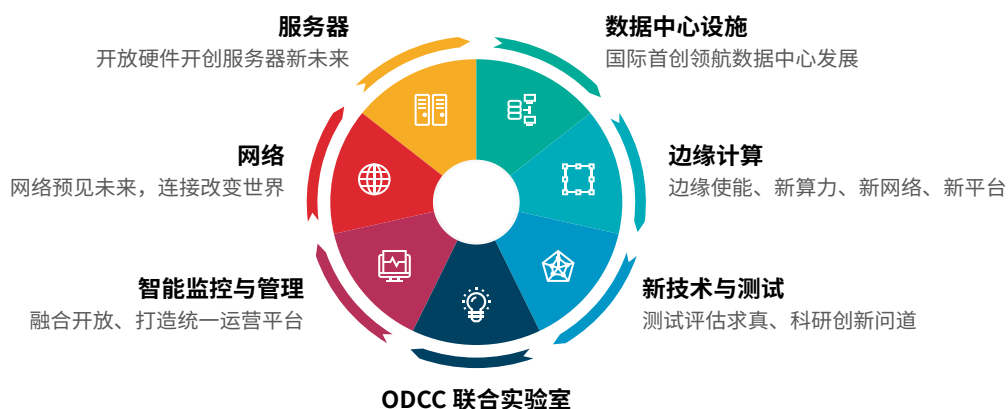 服务器
开放硬件开创服务器新未来
数据中心设施
国际首创领航数据中心发展
网络
网络预见未来，连接改变世界
边缘计算
边缘使能、新算力、新网络、新平台
智能监控与管理
融合开放、打造统一运营平台
新技术与测试
测试评估求真、科研创新问道
ODCC 联合实验室